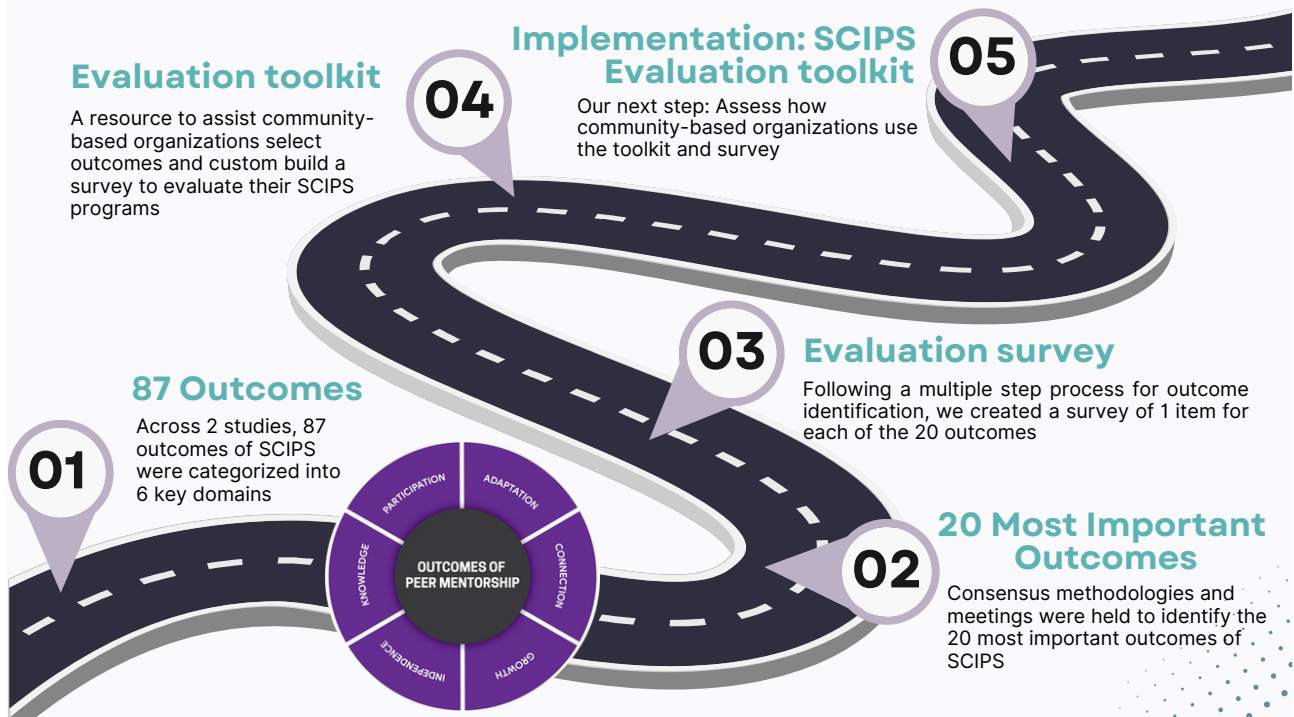 01
87 Outcomes
Across 2 studies, 87
outcomes of SCIPS
were categorized into
6 key domains
OUTCOMES OF
PEER MENTORSHIP
PARTICIPATION
ADAPTATION
CONNECTION
GROWTH
INDEPENDENCE
KNOWLEDGE
02
20 Most Important
Outcomes
Consensus methodologies and
meetings were held to identify the
20 most important outcomes of
SCIPS
03
Evaluation survey
Following a multiple step process for outcome
identification, we created a survey of 1 item for
each of the 20 outcomes
04
Evaluation toolkit
A resource to assist community-
based organizations select
outcomes and custom build a
survey to evaluate their SCIPS
programs
05
Implementation: SCIPS
Evaluation toolkit
Our next step: Assess how
community-based organizations use
the toolkit and survey